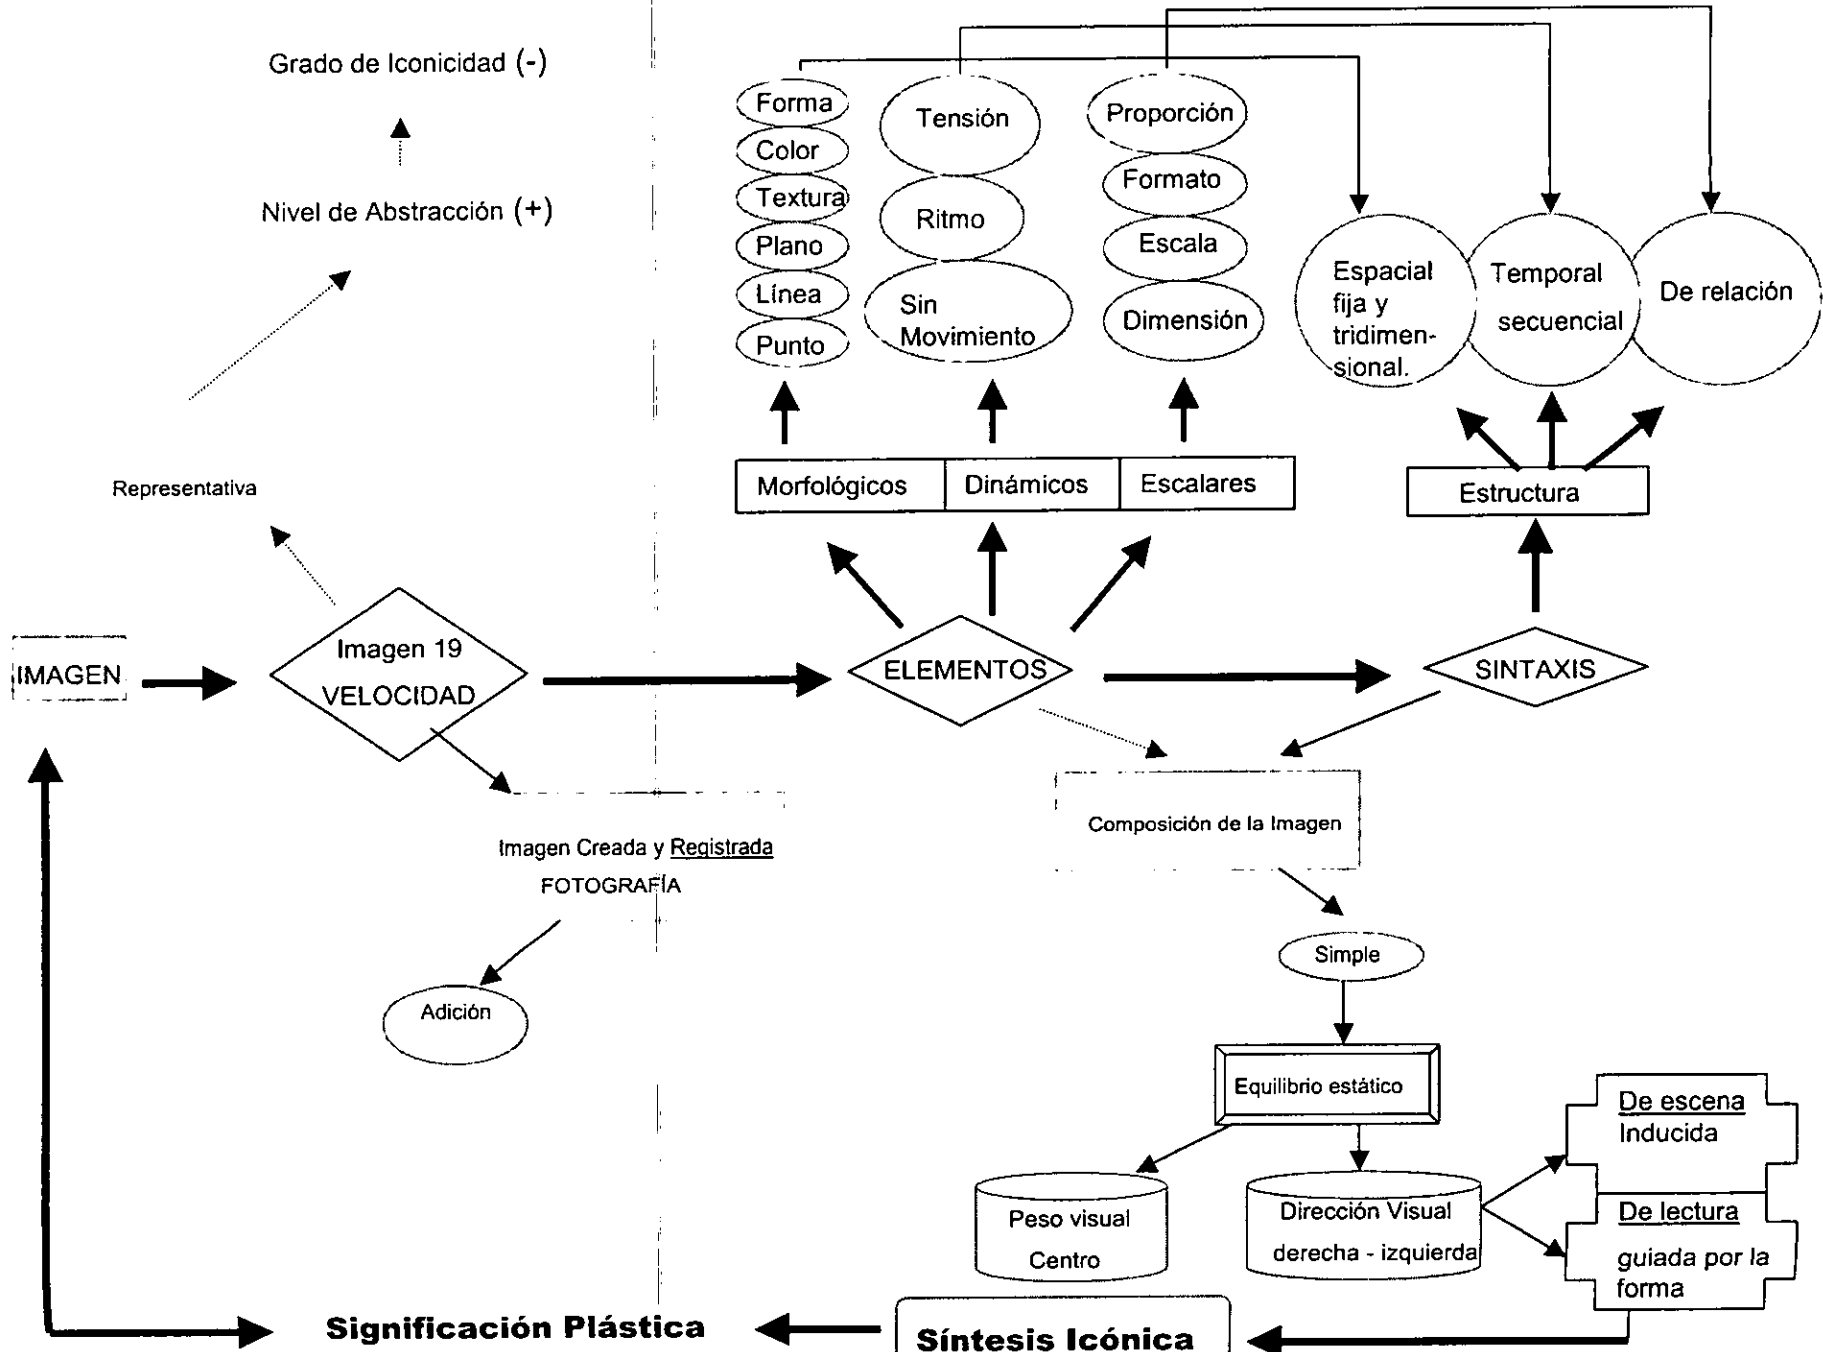 Grado de Iconicidad (-)
Nivel de Abstracción (+)
Representativa
IMAGEN
Imagen 19
VELOCIDAD
Imagen Creada y Registrada
FOTOGRAFÍA
Adición
Forma
Color
Textura
Plano
Línea
Punto
Tensión
Ritmo
Sin
Movimiento
Proporción
Formato
Escala
Dimensión
Morfológicos
Dinámicos
Escalares
ELEMENTOS
Espacial
fija y
tridimen-
sional.
Temporal
secuencial
De relación
Estructura
SINTAXIS
Composición de la Imagen
Simple
Equilibrio estático
Peso visual
Centro
Dirección Visual
derecha - izquierda
De escena
Inducida
De lectura
guiada por la
forma
Síntesis Icónica
Significación Plástica